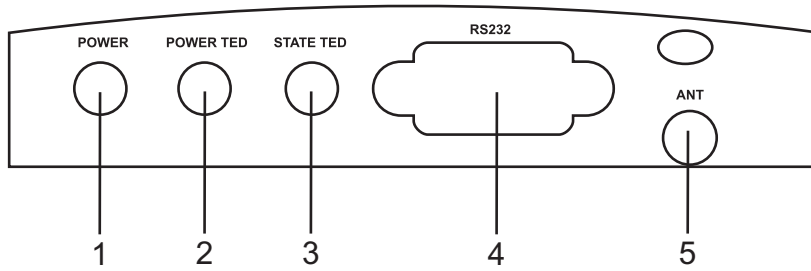 POWER POWER TED STATE TED RS232
ANT
1 2 3 4 5